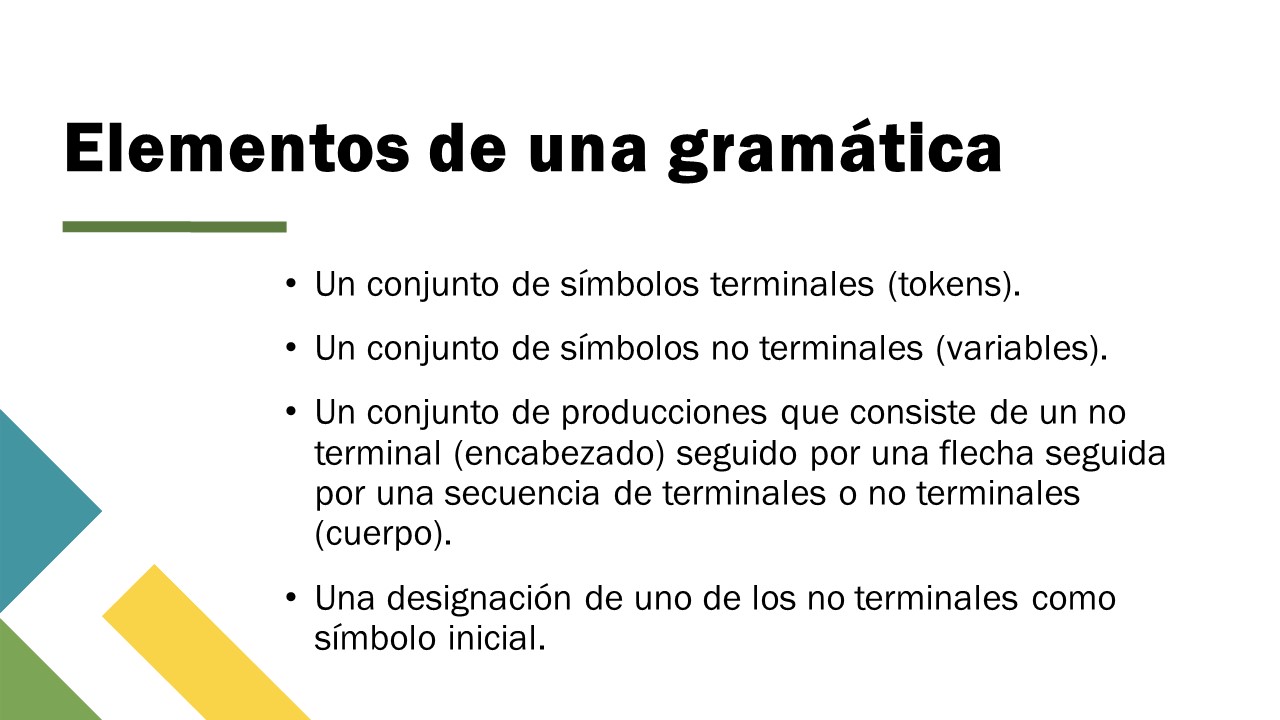 Elementos de una gramática
• Un conjunto de símbolos terminales (tokens).
• Un conjunto de símbolos no terminales (variables).
• Un conjunto de producciones que consiste de un no
terminal (encabezado) seguido por una flecha seguida
por una secuencia de terminales o no terminales
(cuerpo).
• Una designación de uno de los no terminales como
símbolo inicial.